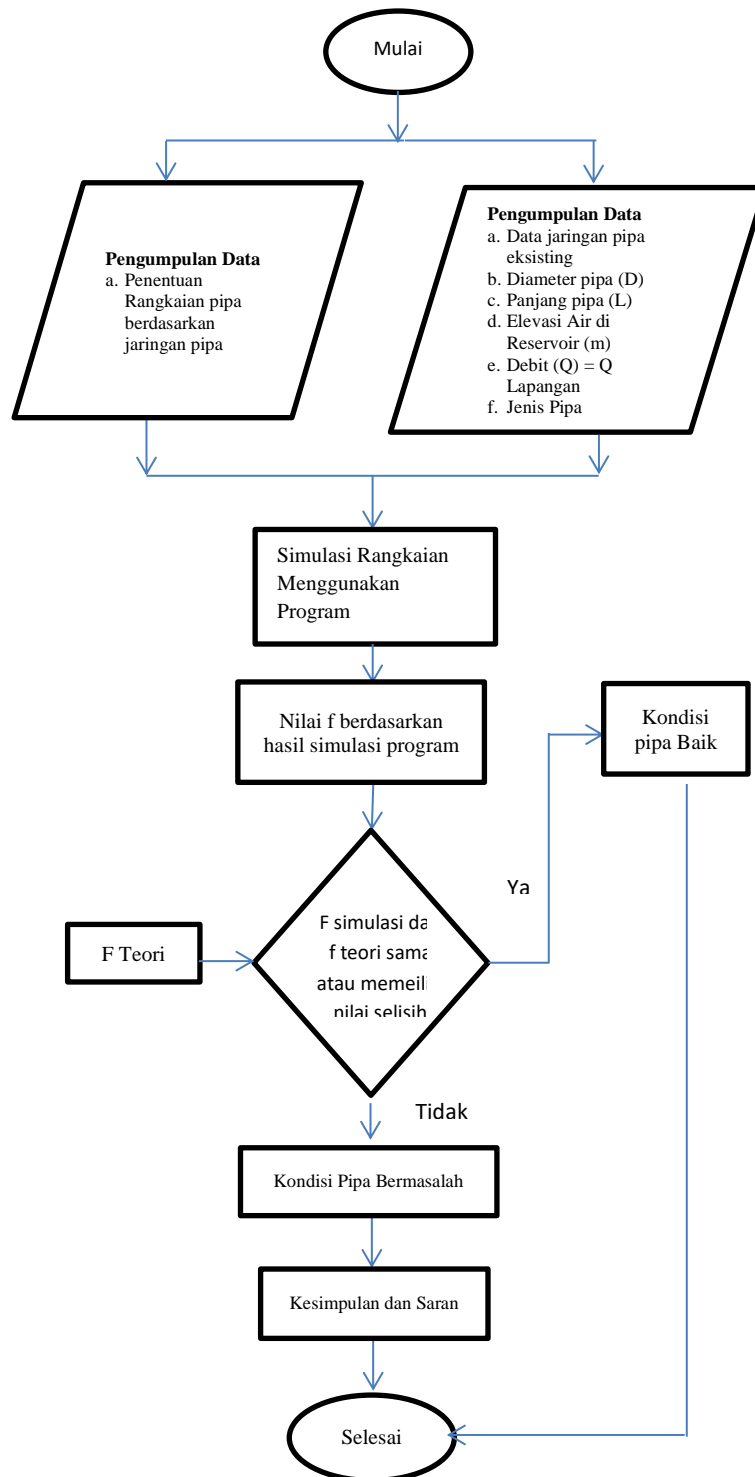 Mulai
Pengumpulan Data
a. Penentuan
Rangkaian pipa
berdasarkan
jaringan pipa
Pengumpulan Data
a. Data jaringan pipa
eksisting
b. Diameter pipa (D)
c. Panjang pipa (L)
d. Elevasi Air di
Reservoir (m)
e. Debit (Q) = Q
Lapangan
f. Jenis Pipa
Simulasi Rangkaian
Menggunakan
Program
Nilai f berdasarkan
hasil simulasi program
Kondisi
pipa Baik
Ya
F Teori
F simulasi
f teori sama
atau
nilai selisih
Tidak
Kondisi Pipa Bermasalah
Kesimpulan dan Saran
Selesai